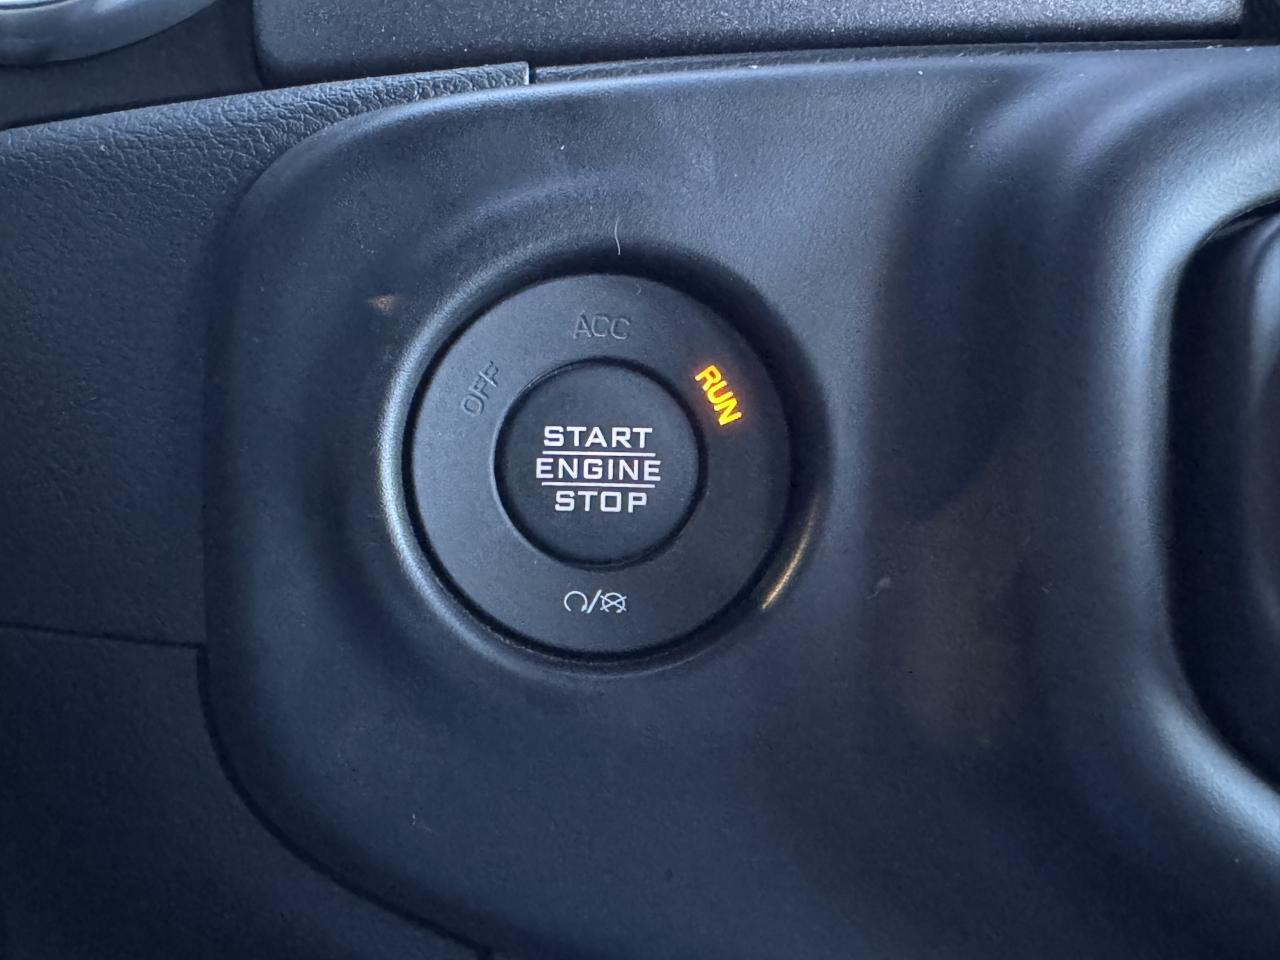 OFF
ACC
RUN
START
ENGINE
STOP